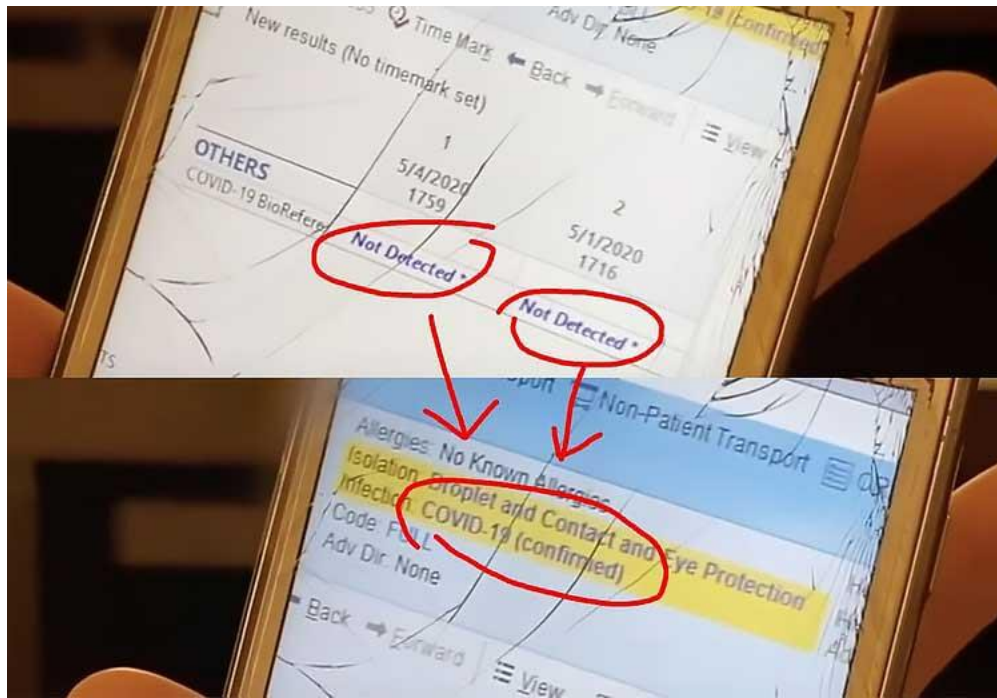 Adv Dir: None
Time Mark Back Forward View
New results (No timemark set)
1
5/4/2020
1759
2
5/1/2020
1716
OTHERS
COVID-19 BioRefere
Not Detected *
Not Detected *
Non-Patient Transport
Allergies: No Known Allergies
Isolation: Droplet and Contact and Eye Protection
Infection: COVID-19 (confirmed)
Code: FULL
Adv Dir: None
Back Forward View